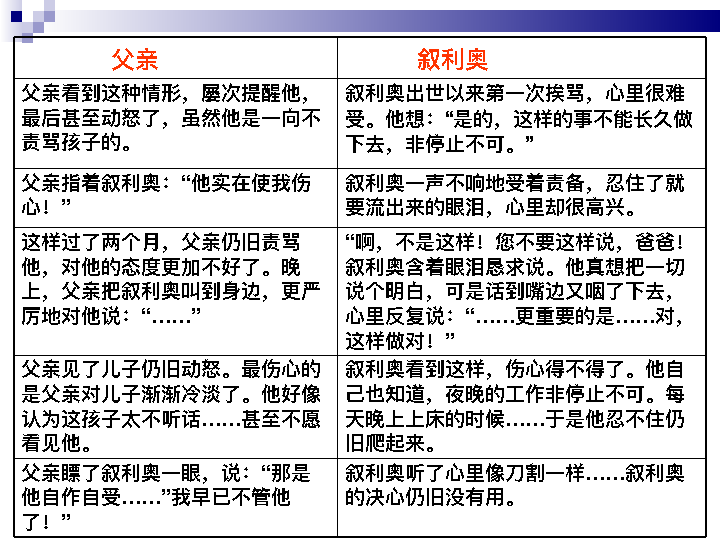 父亲
叙利奥
父亲看到这种情形，屡次提醒他，
最后甚至动怒了，虽然他是一向不
责骂孩子的。
叙利奥出世以来第一次挨骂，心里很难
受。他想：“是的，这样的事不能长久做
下去，非停止不可。”
父亲指着叙利奥：“他实在使我伤
心！”
叙利奥一声不响地受着责备，忍住了就
要流出来的眼泪，心里却很高兴。
这样过了两个月，父亲仍旧责骂
他，对他的态度更加不好了。晚
上，父亲把叙利奥叫到身边，更严
厉地对他说：“……”
“啊，不是这样！您不要这样说，爸爸！
叙利奥含着眼泪恳求说。他真想把一切
说个明白，可是话到嘴边又咽了下去，
心里反复说：“……更重要的是……对，
这样做对！”
父亲见了儿子仍旧动怒。最伤心的
是父亲对儿子渐渐冷淡了。他好像
认为这孩子太不听话……甚至不愿
看见他。
叙利奥看到这样，伤心得不得了。他自
己也知道，夜晚的工作非停止不可。每
天晚上上床的时候……于是他忍不住仍
旧爬起来。
父亲瞟了叙利奥一眼，说：“那是
他自作自受……”我早已不管他
了！”
叙利奥听了心里像刀割一样……叙利奥
的决心仍旧没有用。